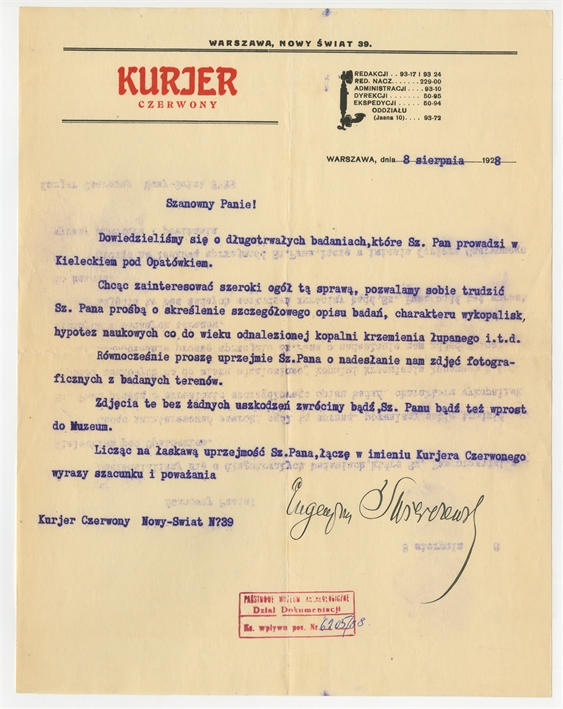 WARSZAWA, NOWY ŚWIAT 39.
KURJER
CZERWONY
REDAKCJI . . 93-17 i 93 24
RED. NACZ. . . . . . 229-00
ADMINISTRACJI . . . . 93-10
DYREKCJI . . . . . 50-95
EKSPEDYCJI . . . . 50-94
ODDZIAŁU
(Jasna 10) . . . . 93-72
WARSZAWA, dnia 8 sierpnia 1928
Szanowny Panie!
Dowiedzieliśmy się o długotrwałych badaniach,które Sz. Pan prowadzi w
Kieleckiem pod Opatówkiem.
Chcąc zainteresować szeroki ogół tą sprawą, pozwalamy sobie trudzić
Sz. Pana prośbą o skreślenie szczegółowego opisu badań, charakteru wykopalisk,
hypotez naukowych co do wieku odnalezionej kopalni krzemienia łupanego i.t.d.
Równocześnie proszę uprzejmie Sz.Pana o nadesłanie nam zdjęć fotogra-
ficznych z badanych terenów.
Zdjęcia te bez żadnych uszkodzeń zwrócimy bądź,Sz. Panu bądź też wprost
do Muzeum.
Licząc na łaskawą uprzejmość Sz.Pana,łączę w imieniu Kurjera Czerwonego
wyrazy szacunku i poważania
Eugenjusz
Kurjer Czerwony Nowy-Swiat N?39
PAŃSTWOWE MUZEUM ARCHEOLOGICZNE
Dział Dokumentacji
Ks. wpływu poz. Nr.